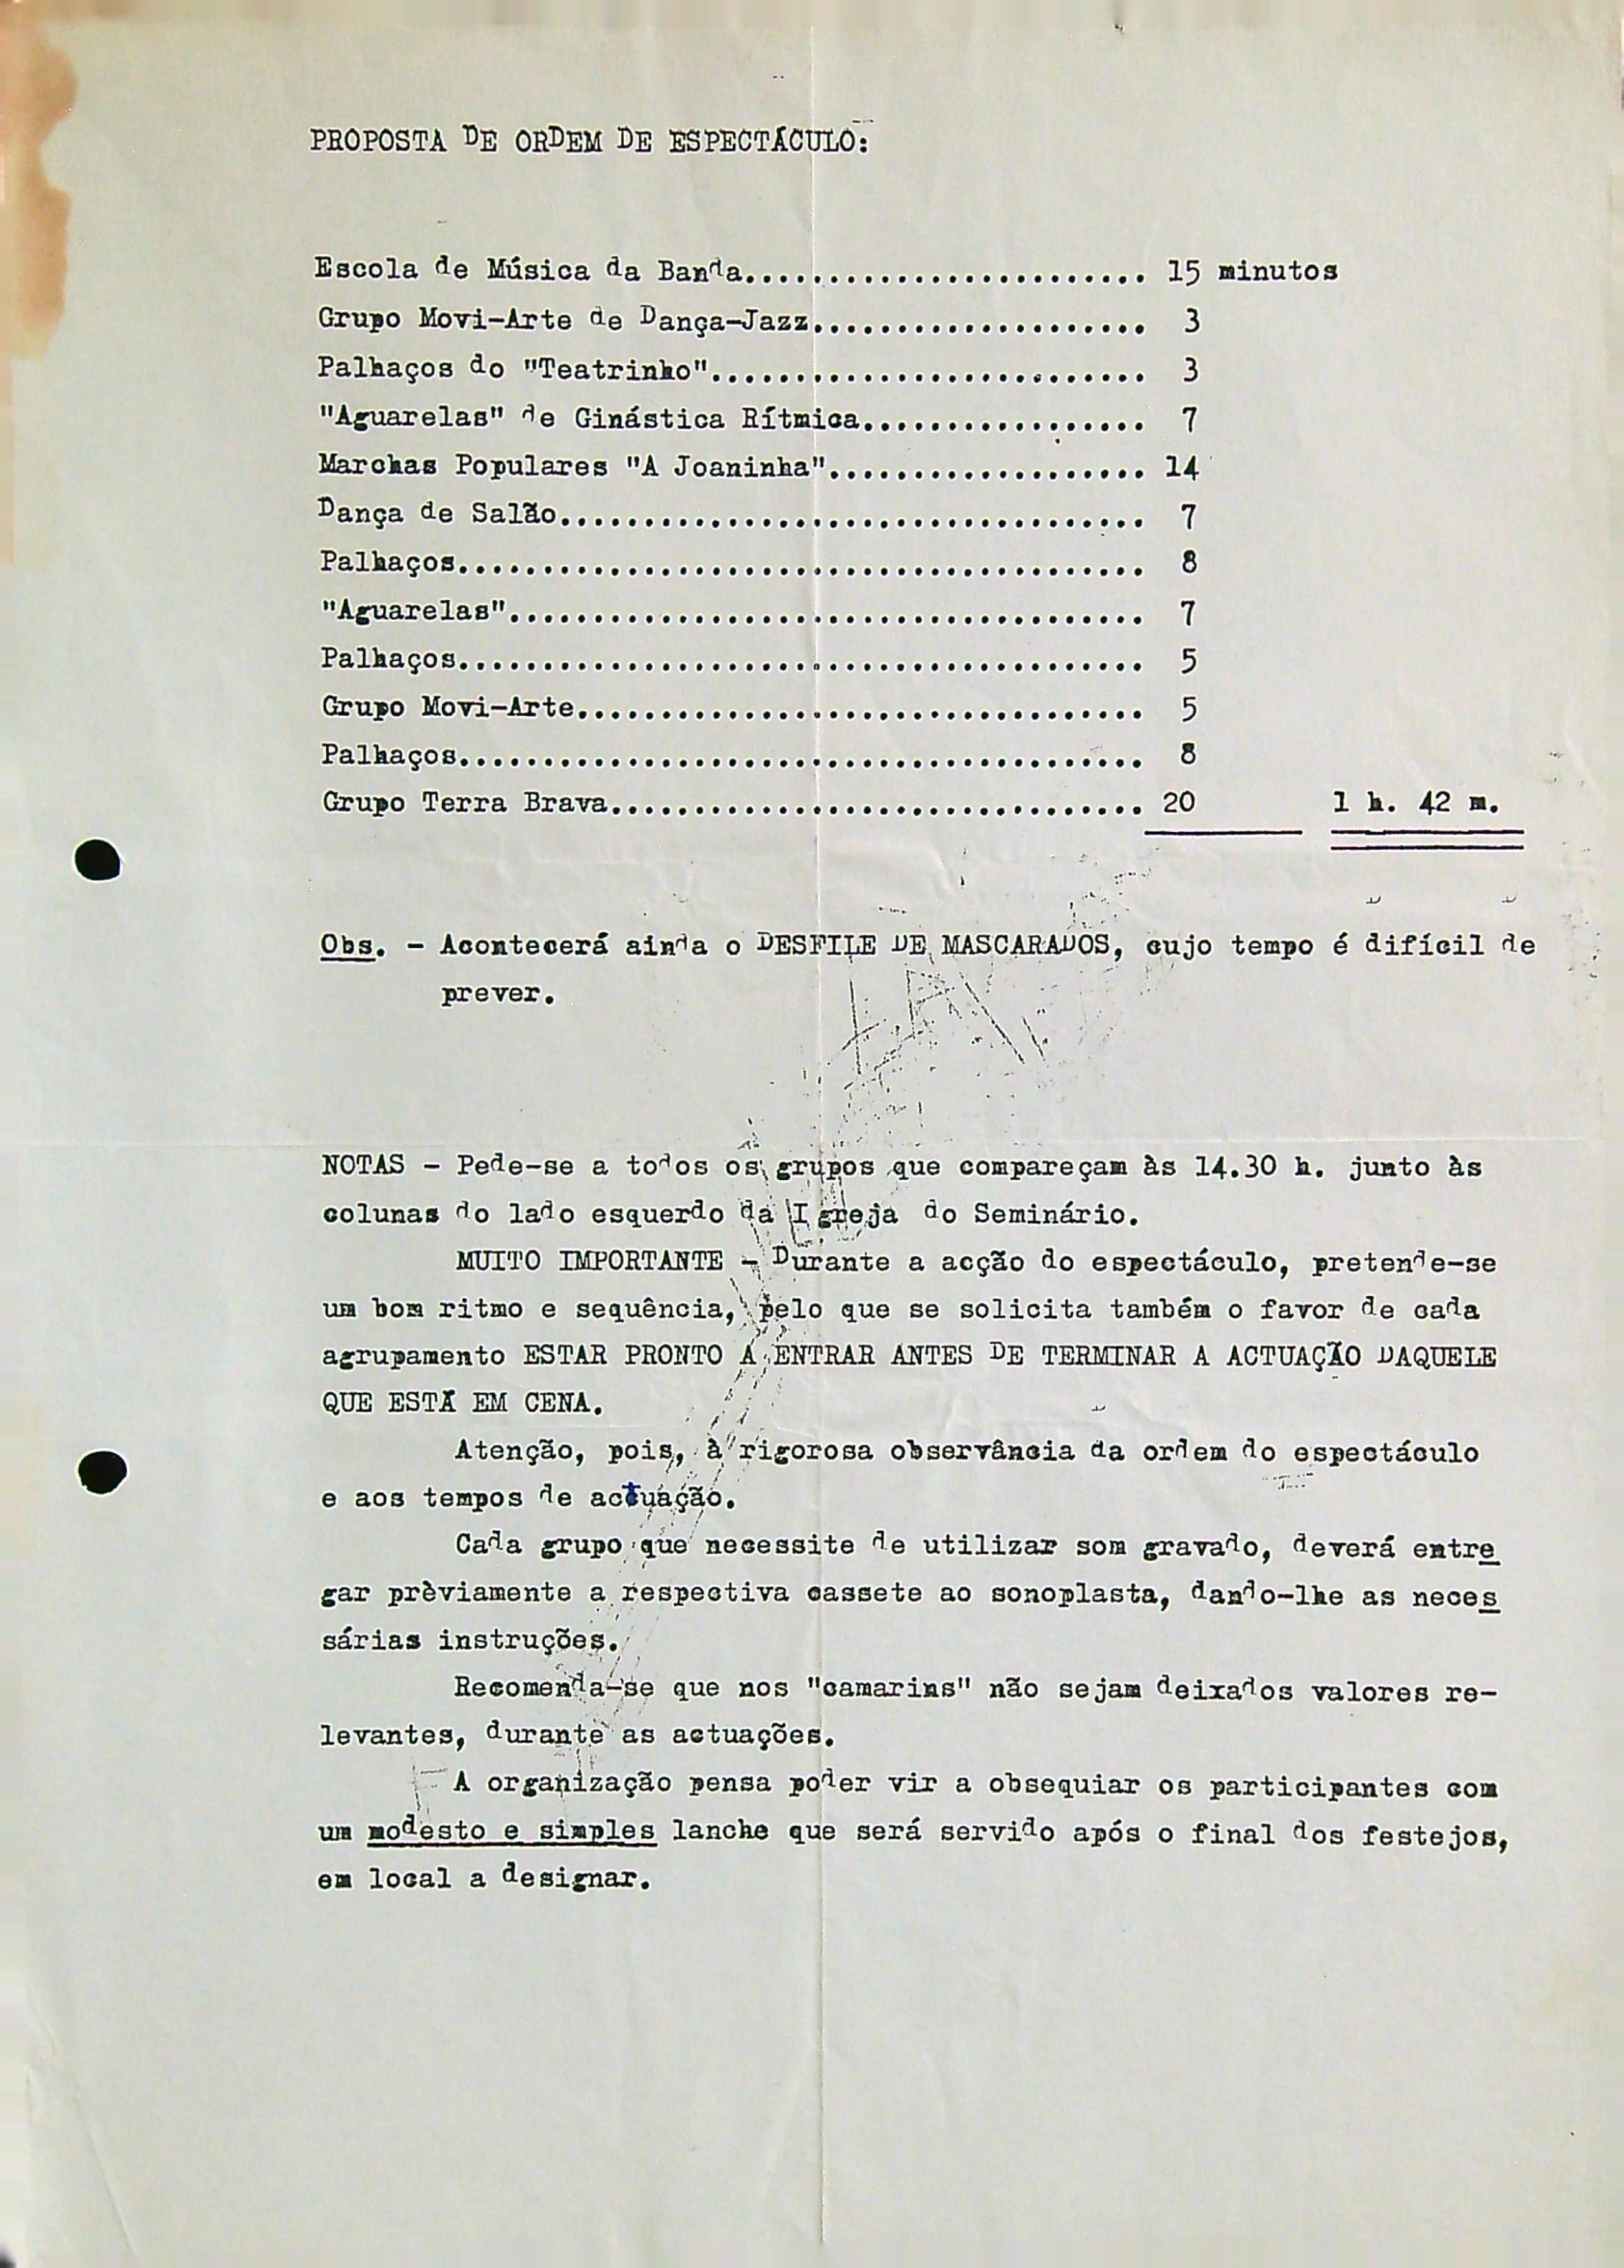 PROPOSTA DE ORDEM DE ESPECTÁCULO:
Escola de Música da Banda........................ 15 minutos
Grupo Movi-Arte de Dança-Jazz.................... 3
Palhaços do "Teatrinho".......................... 3
"Aguarelas" de Ginástica Rítmica................. 7
Marchas Populares "A Joaninha"................... 14
Dança de Salão................................... 7
Palhaços......................................... 8
"Aguarelas"...................................... 7
Palhaços......................................... 5
Grupo Movi-Arte.................................. 5
Palhaços......................................... 8
Grupo Terra Brava................................ 20 1 h. 42 m.
Obs. - Acontecerá ainda o DESFILE DE MASCARADOS, cujo tempo é difícil de
prever.
NOTAS - Pede-se a todos os grupos que compareçam às 14.30 h. junto às
colunas do lado esquerdo da Igreja do Seminário.
MUITO IMPORTANTE - Durante a acção do espectáculo, pretende-se
um bom ritmo e sequência, pelo que se solicita também o favor de cada
agrupamento ESTAR PRONTO A ENTRAR ANTES DE TERMINAR A ACTUAÇÃO DAQUELE
QUE ESTÁ EM CENA.
Atenção, pois, à rigorosa observância da ordem do espectáculo
e aos tempos de actuação.
Cada grupo que necessite de utilizar som gravado, deverá entre
gar prèviamente a respectiva cassete ao sonoplasta, dando-lhe as neces
sárias instruções.
Recomenda-se que nos "camarins" não sejam deixados valores re-
levantes, durante as actuações.
A organização pensa poder vir a obsequiar os participantes com
um modesto e simples lanche que será servido após o final dos festejos,
em local a designar.